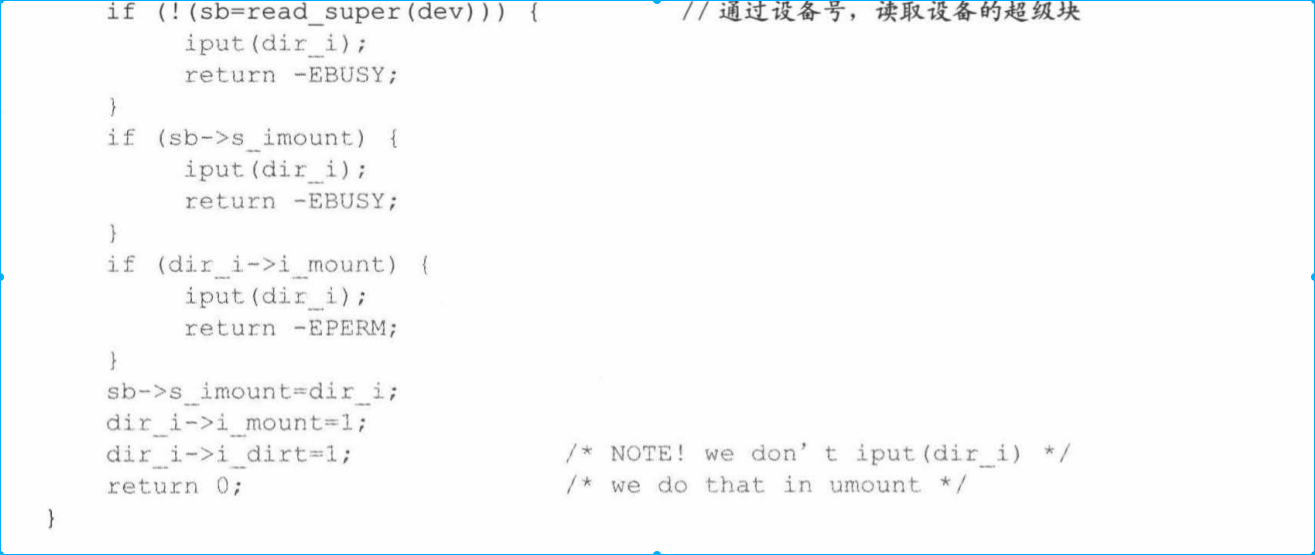 if (!(sb=read_super(dev))) {          // 通过设备号，读取设备的超级块
     iput(dir_i);
     return -EBUSY;
}
if (sb->s_imount) {
     iput(dir_i);
     return -EBUSY;
}
if (dir_i->i_mount) {
     iput(dir_i);
     return -EPERM;
}
sb->s_imount=dir_i;
dir_i->i_mount=1;
dir_i->i_dirt=1;               /* NOTE! we don’t iput(dir_i) */
return 0;                      /* we do that in umount */
}